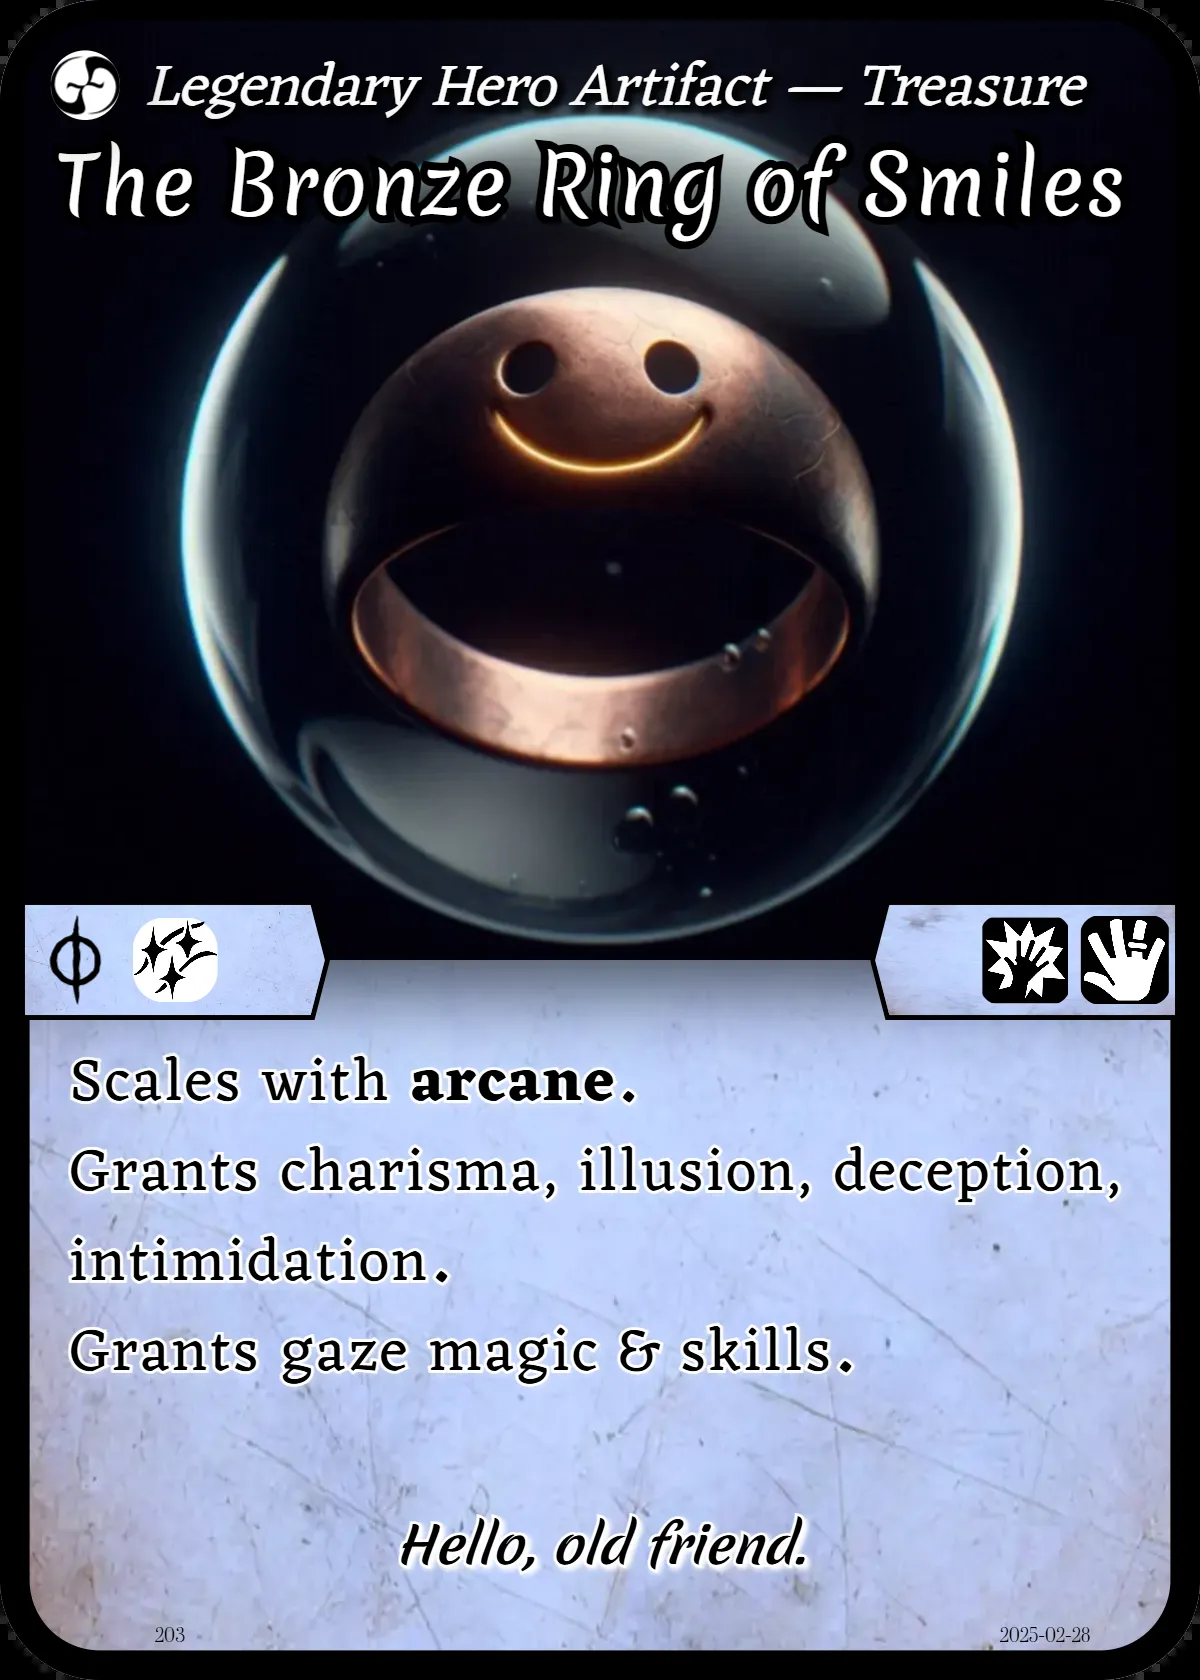 Legendary Hero Artifact — Treasure
The Bronze Ring of Smiles
Scales with arcane.
Grants charisma, illusion, deception,
intimidation.
Grants gaze magic & skills.
Hello, old friend.
203
2025-02-28